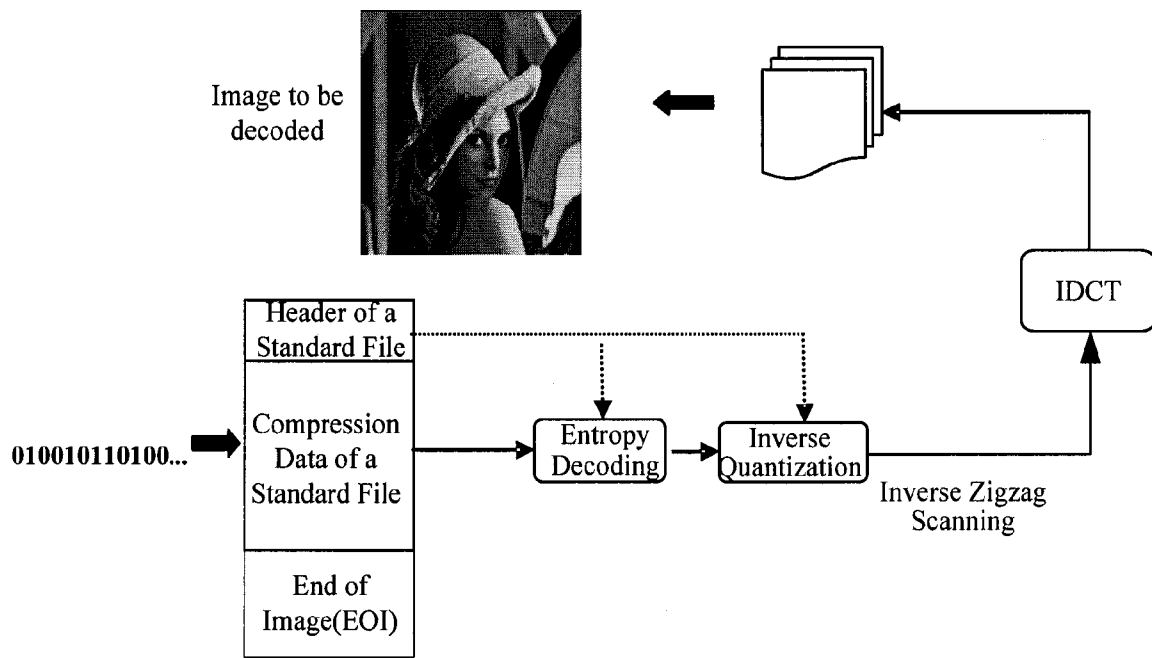 Image to be
decoded
IDCT
Header of a
Standard File
010010110100...
Compression
Data of a
Standard File
Entropy
Decoding
Inverse
Quantization
Inverse Zigzag
Scanning
End of
Image(EOI)